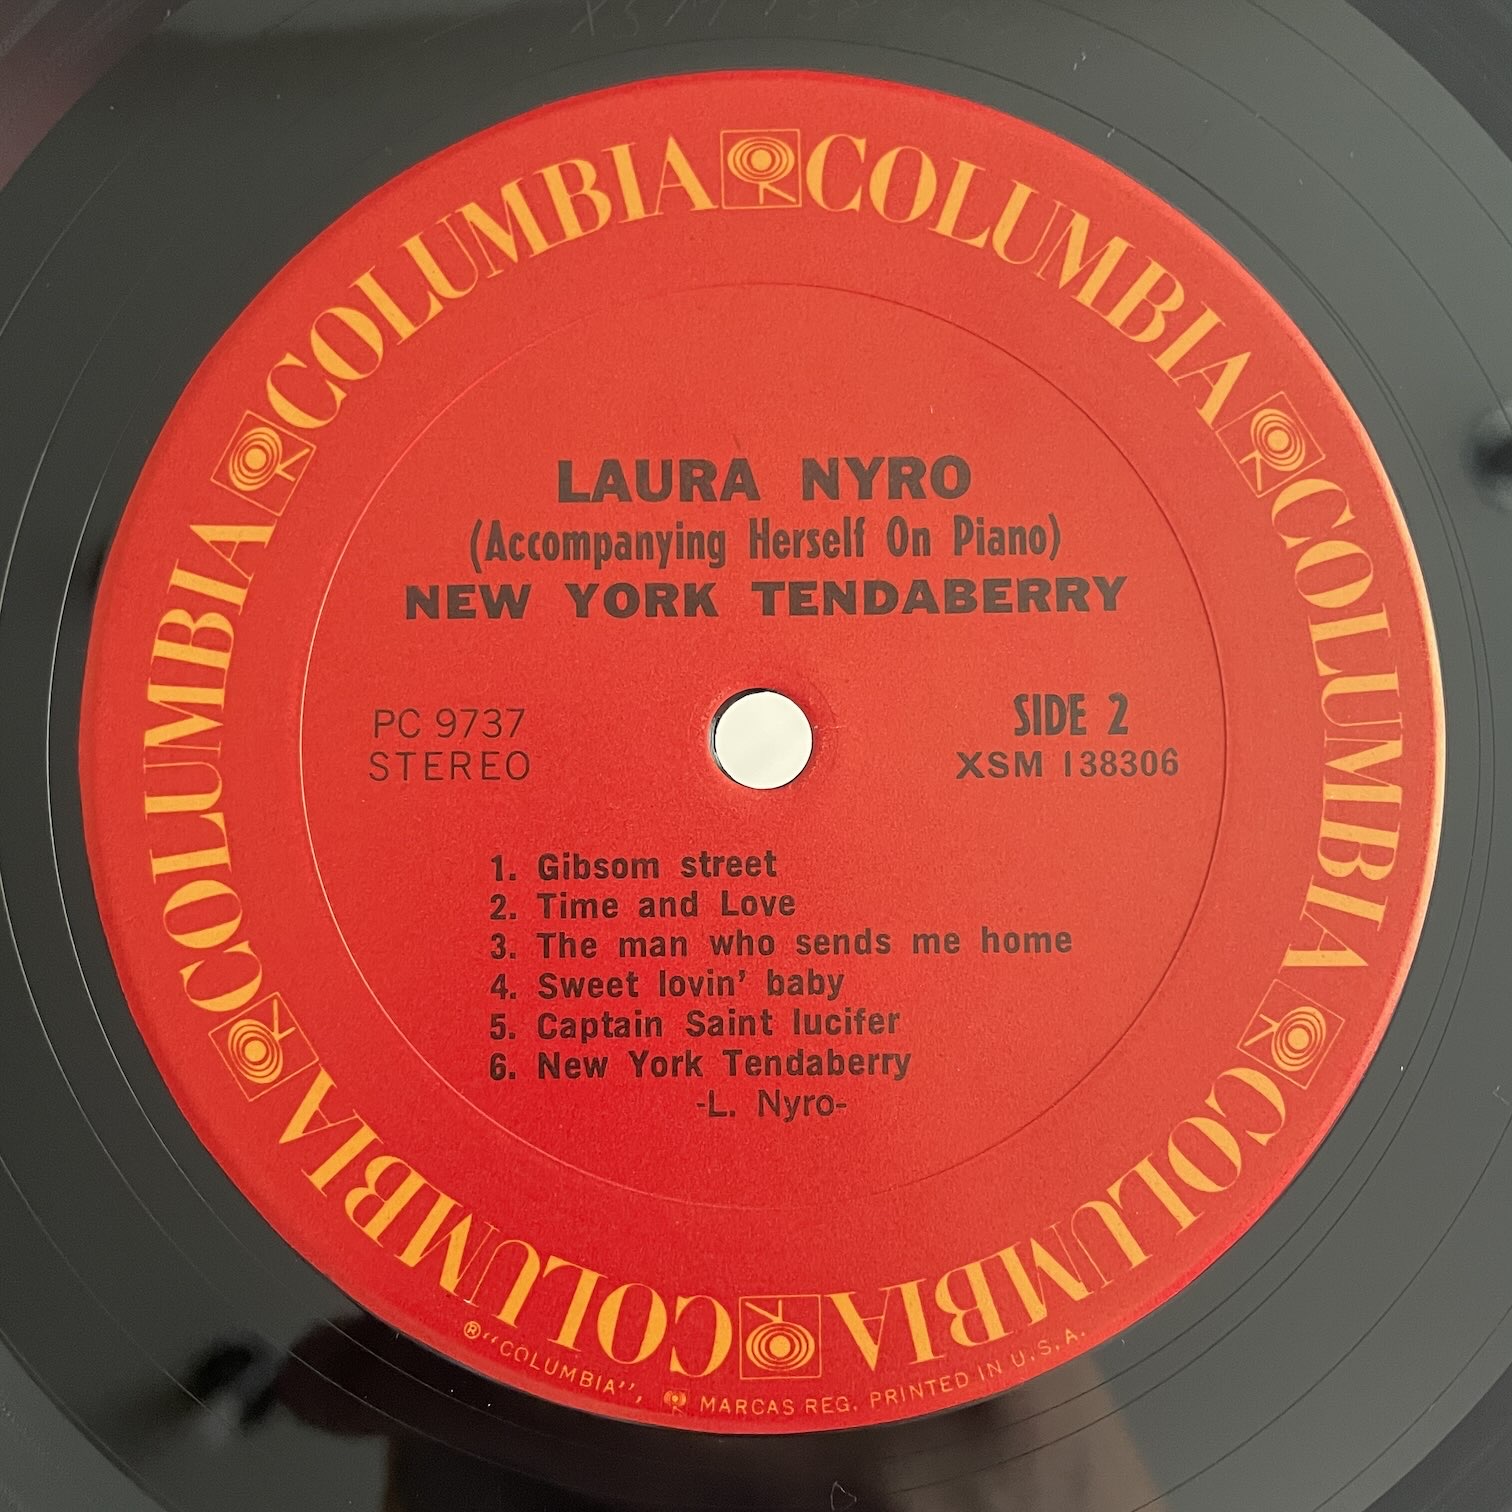 COLUMBIA COLUMBIA COLUMBIA COLUMBIA COLUMBIA COLUMBIA
LAURA NYRO
(Accompanying Herself On Piano)
NEW YORK TENDABERRY
PC 9737
STEREO
SIDE 2
XSM 138306
1. Gibsom street
2. Time and Love
3. The man who sends me home
4. Sweet lovin' baby
5. Captain Saint lucifer
6. New York Tendaberry
-L. Nyro-
® "COLUMBIA", MARCAS REG. PRINTED IN U.S.A.